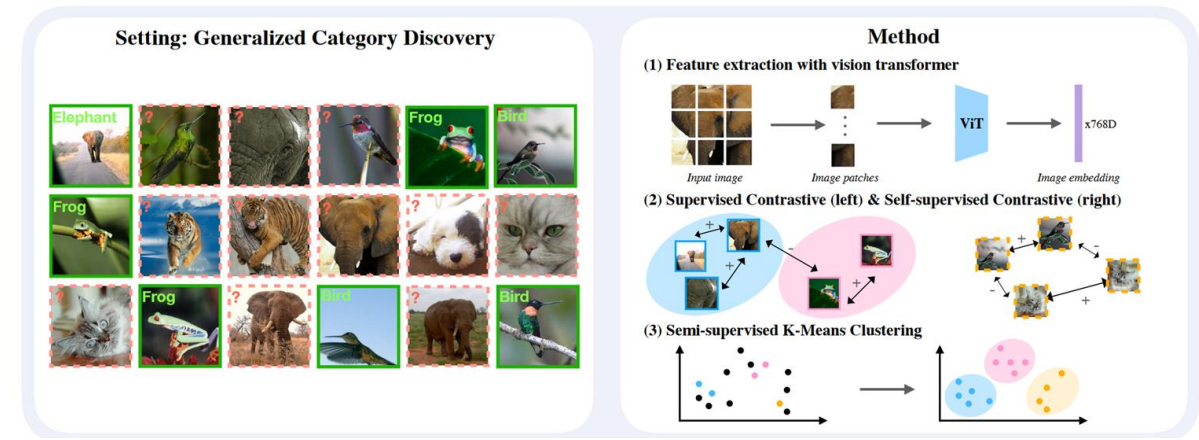 Setting: Generalized Category Discovery
Elephant ? ? ? Frog Bird
Frog ? ? ? ? ?
? Frog ? Bird ? Bird
Method
(1) Feature extraction with vision transformer
ViT
x768D
Input image Image patches Image embedding
(2) Supervised Contrastive (left) & Self-supervised Contrastive (right)
+ + - + + + - - +
(3) Semi-supervised K-Means Clustering